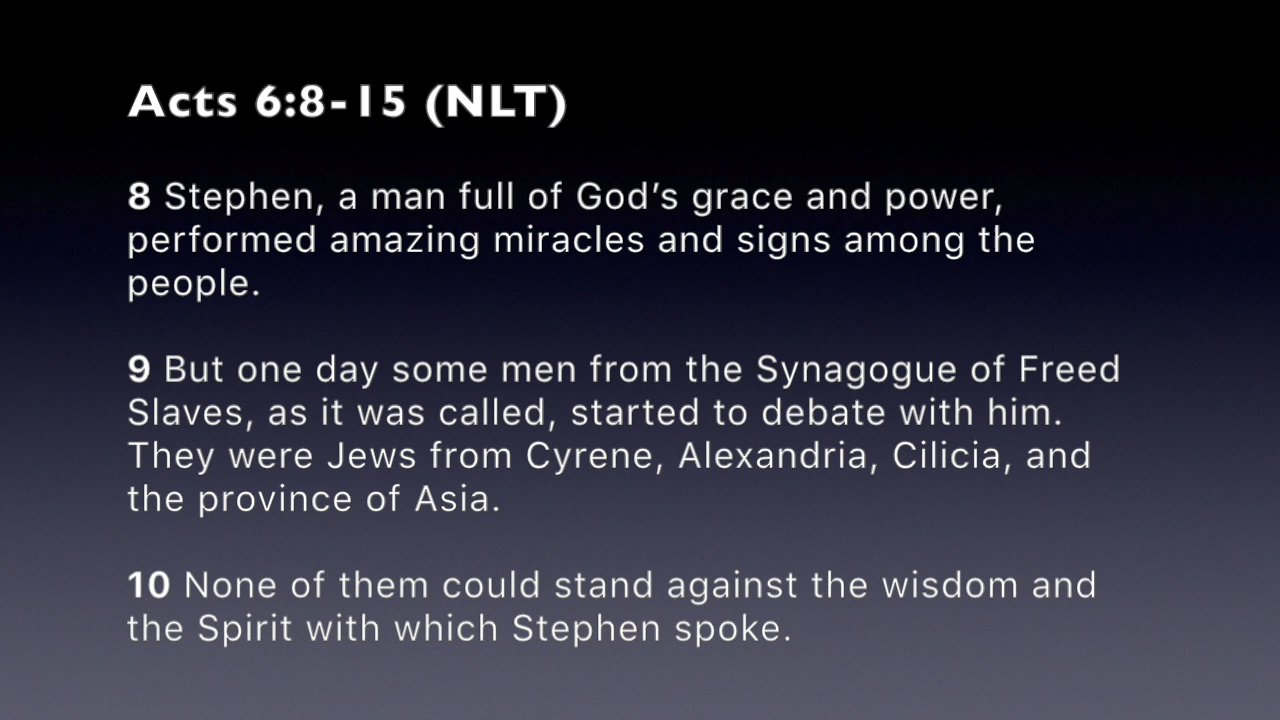 Acts 6:8-15 (NLT)
8 Stephen, a man full of God’s grace and power,
performed amazing miracles and signs among the
people.
9 But one day some men from the Synagogue of Freed
Slaves, as it was called, started to debate with him.
They were Jews from Cyrene, Alexandria, Cilicia, and
the province of Asia.
10 None of them could stand against the wisdom and
the Spirit with which Stephen spoke.